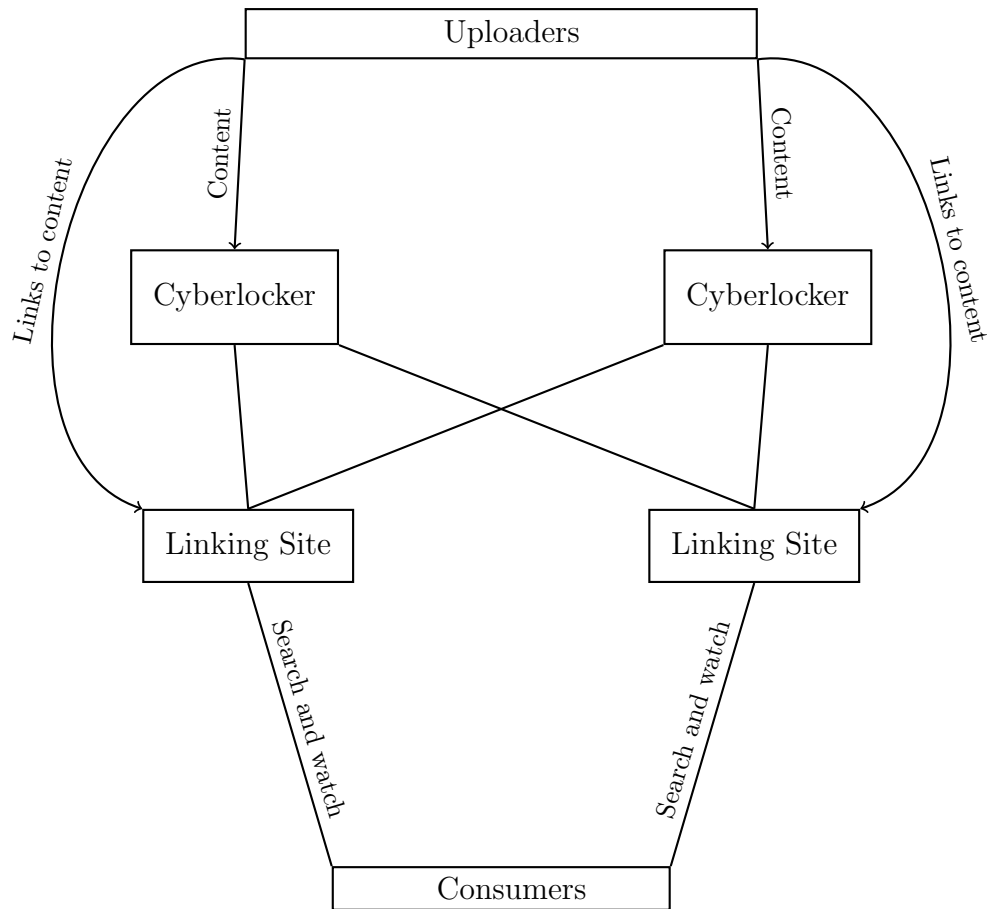 Uploaders
Content
Content
Links to content
Links to content
Cyberlocker
Cyberlocker
Linking Site
Linking Site
Search and watch
Search and watch
Consumers